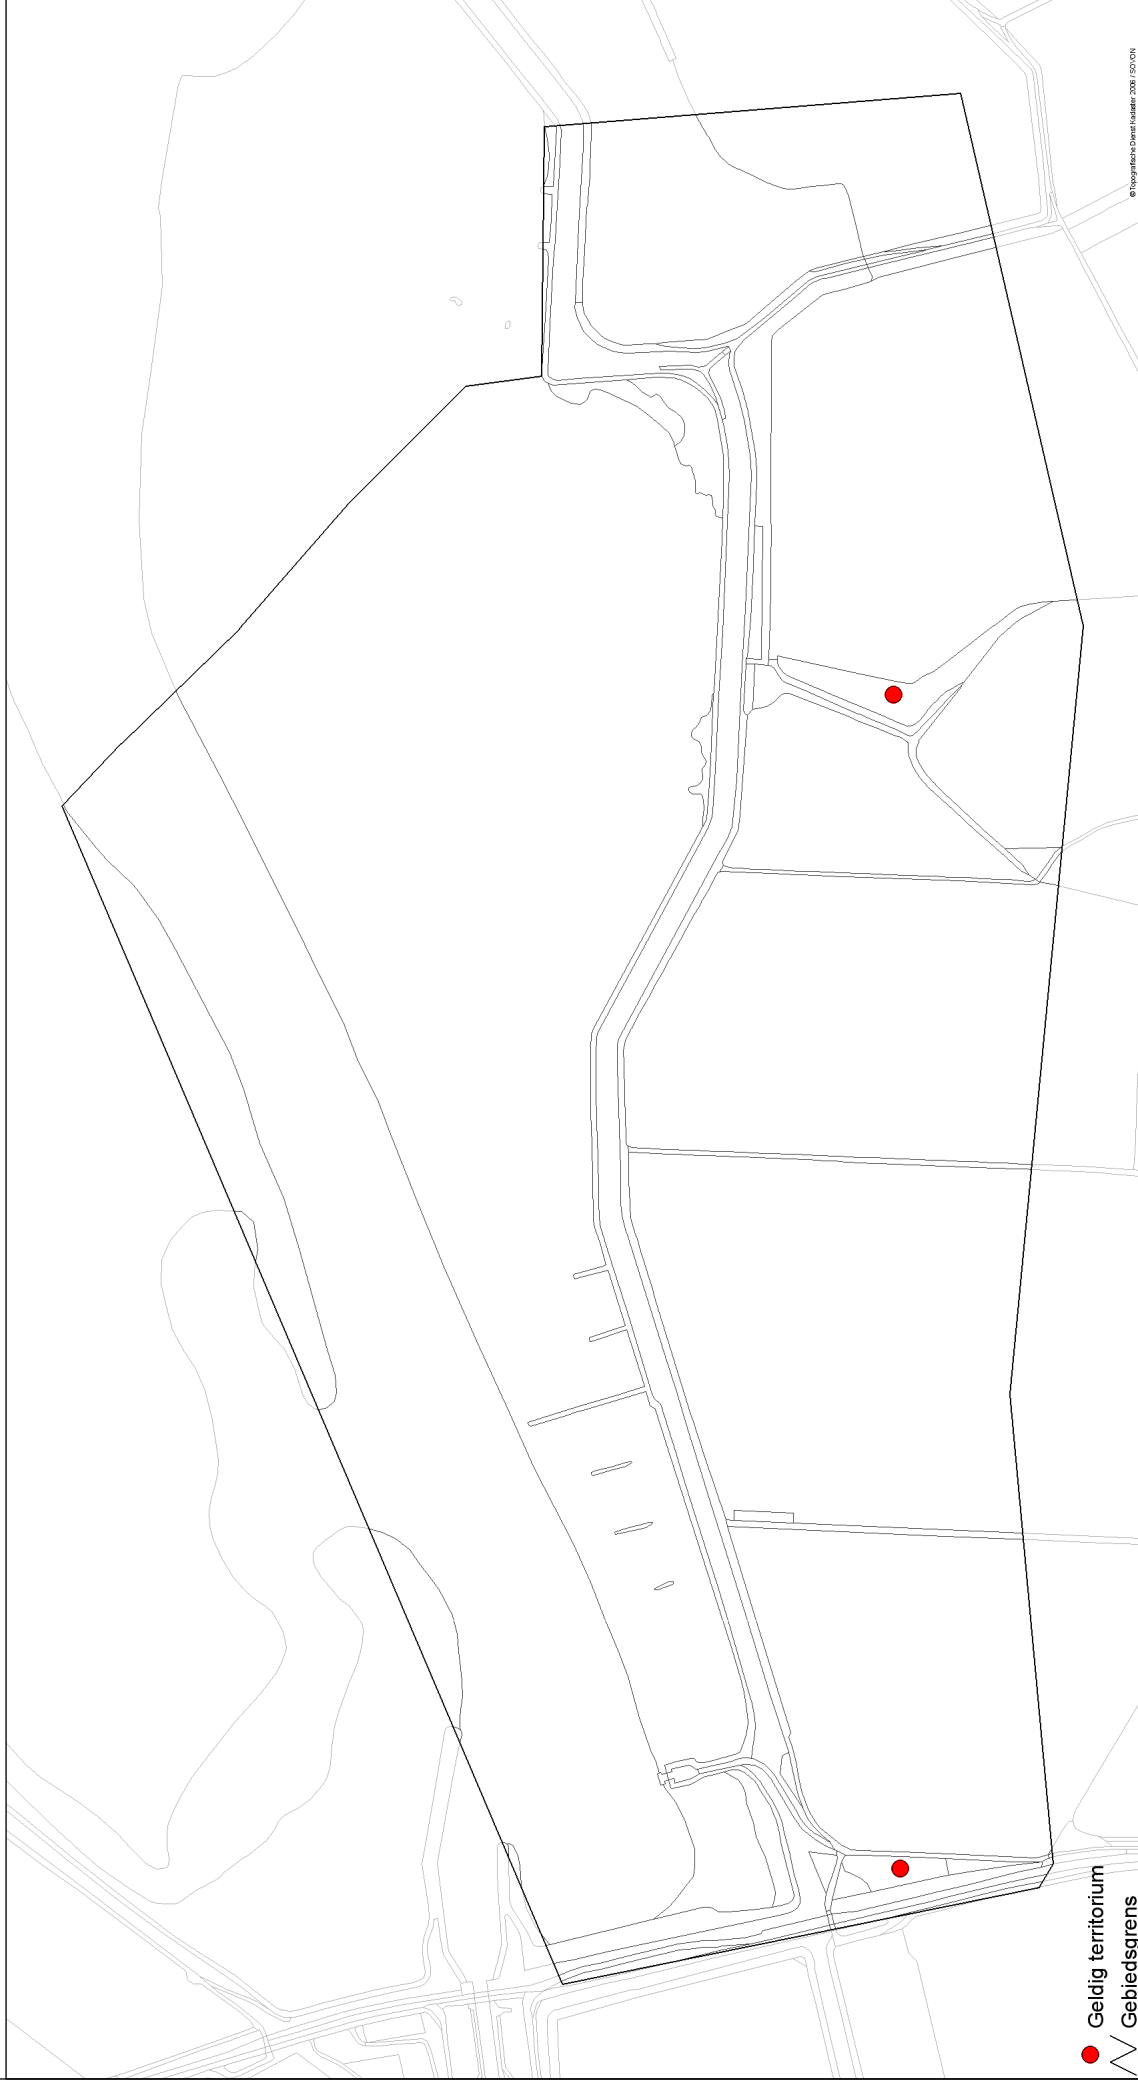 © Topografische Dienst Kadaster 2006 / SOVON
Geldig territorium
Gebiedsgrens